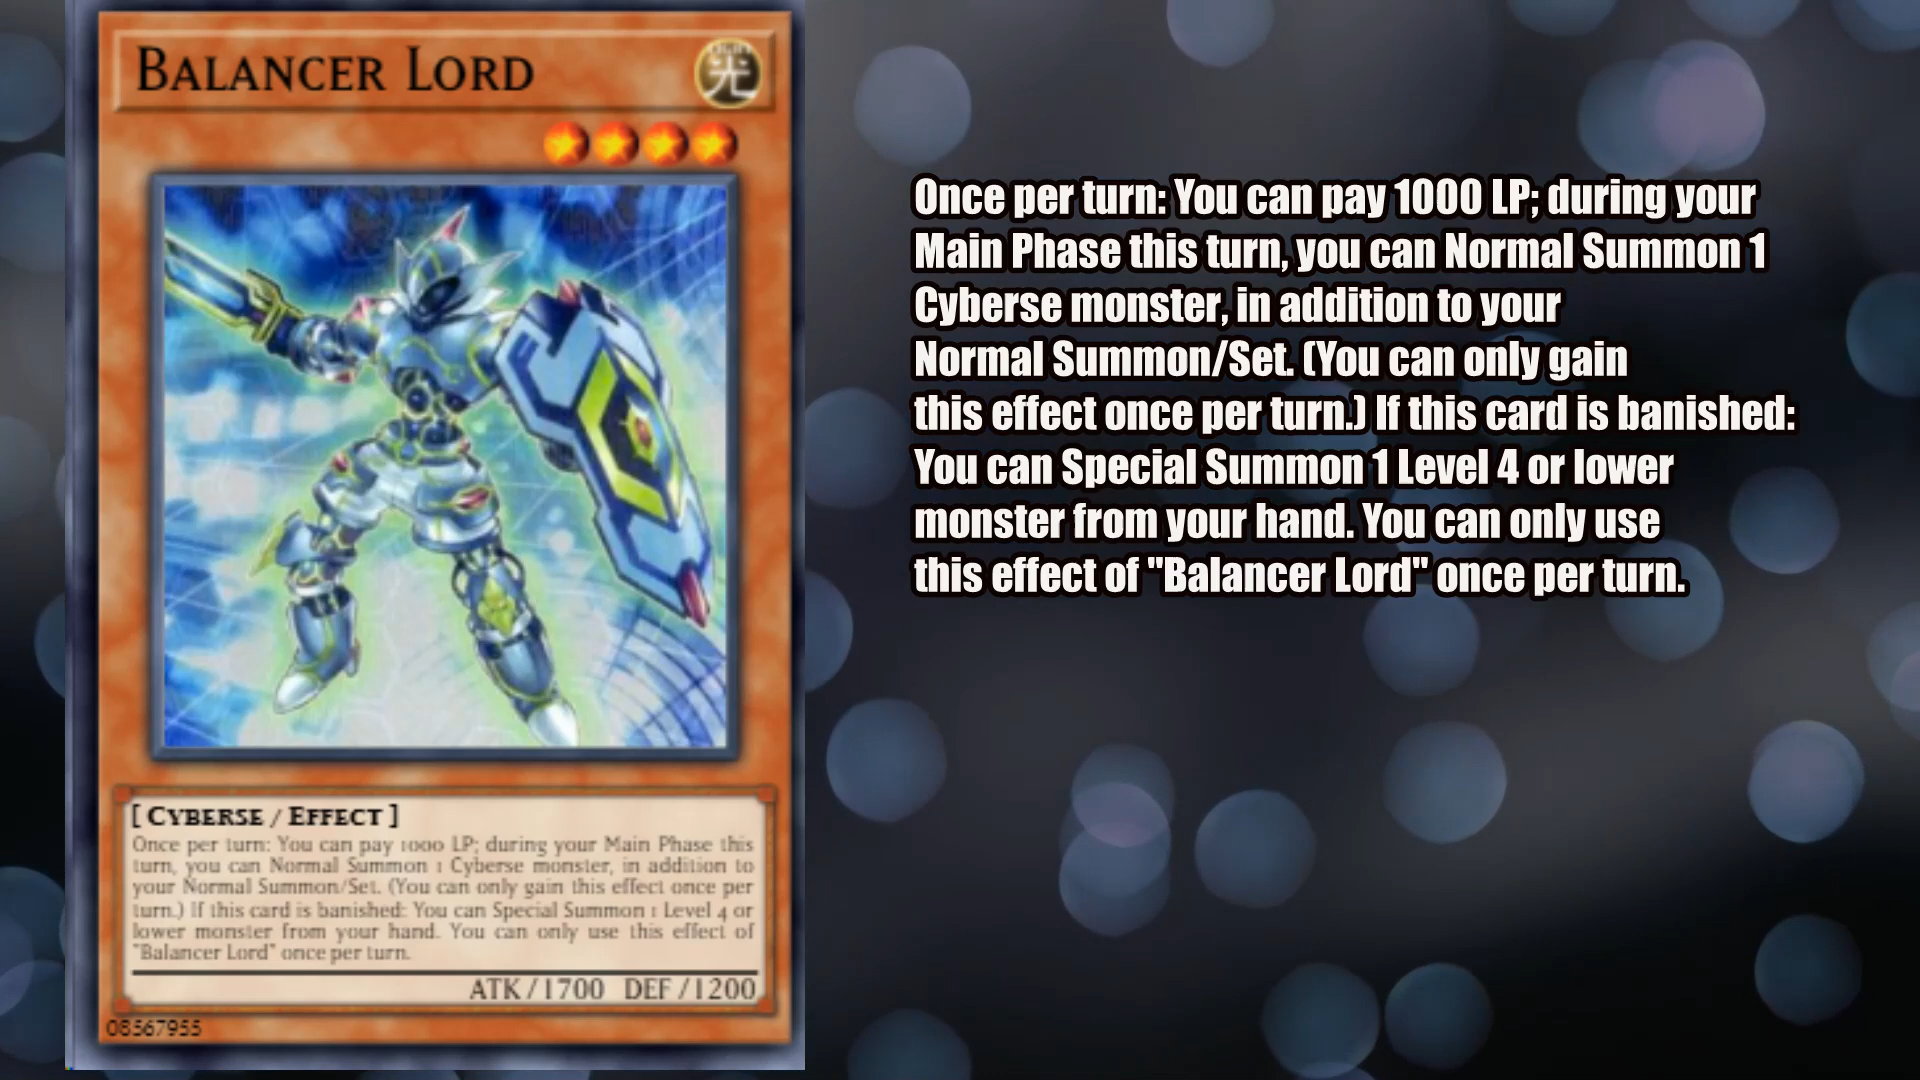 BALANCER LORD
光
[ CYBERSE / EFFECT ]
Once per turn: You can pay 1000 LP; during your Main Phase this
turn, you can Normal Summon 1 Cyberse monster, in addition to
your Normal Summon/Set. (You can only gain this effect once per
turn.) If this card is banished: You can Special Summon 1 Level 4 or
lower monster from your hand. You can only use this effect of
"Balancer Lord" once per turn.
ATK/1700 DEF/1200
08567955
Once per turn: You can pay 1000 LP; during your
Main Phase this turn, you can Normal Summon 1
Cyberse monster, in addition to your
Normal Summon/Set. (You can only gain
this effect once per turn.) If this card is banished:
You can Special Summon 1 Level 4 or lower
monster from your hand. You can only use
this effect of "Balancer Lord" once per turn.